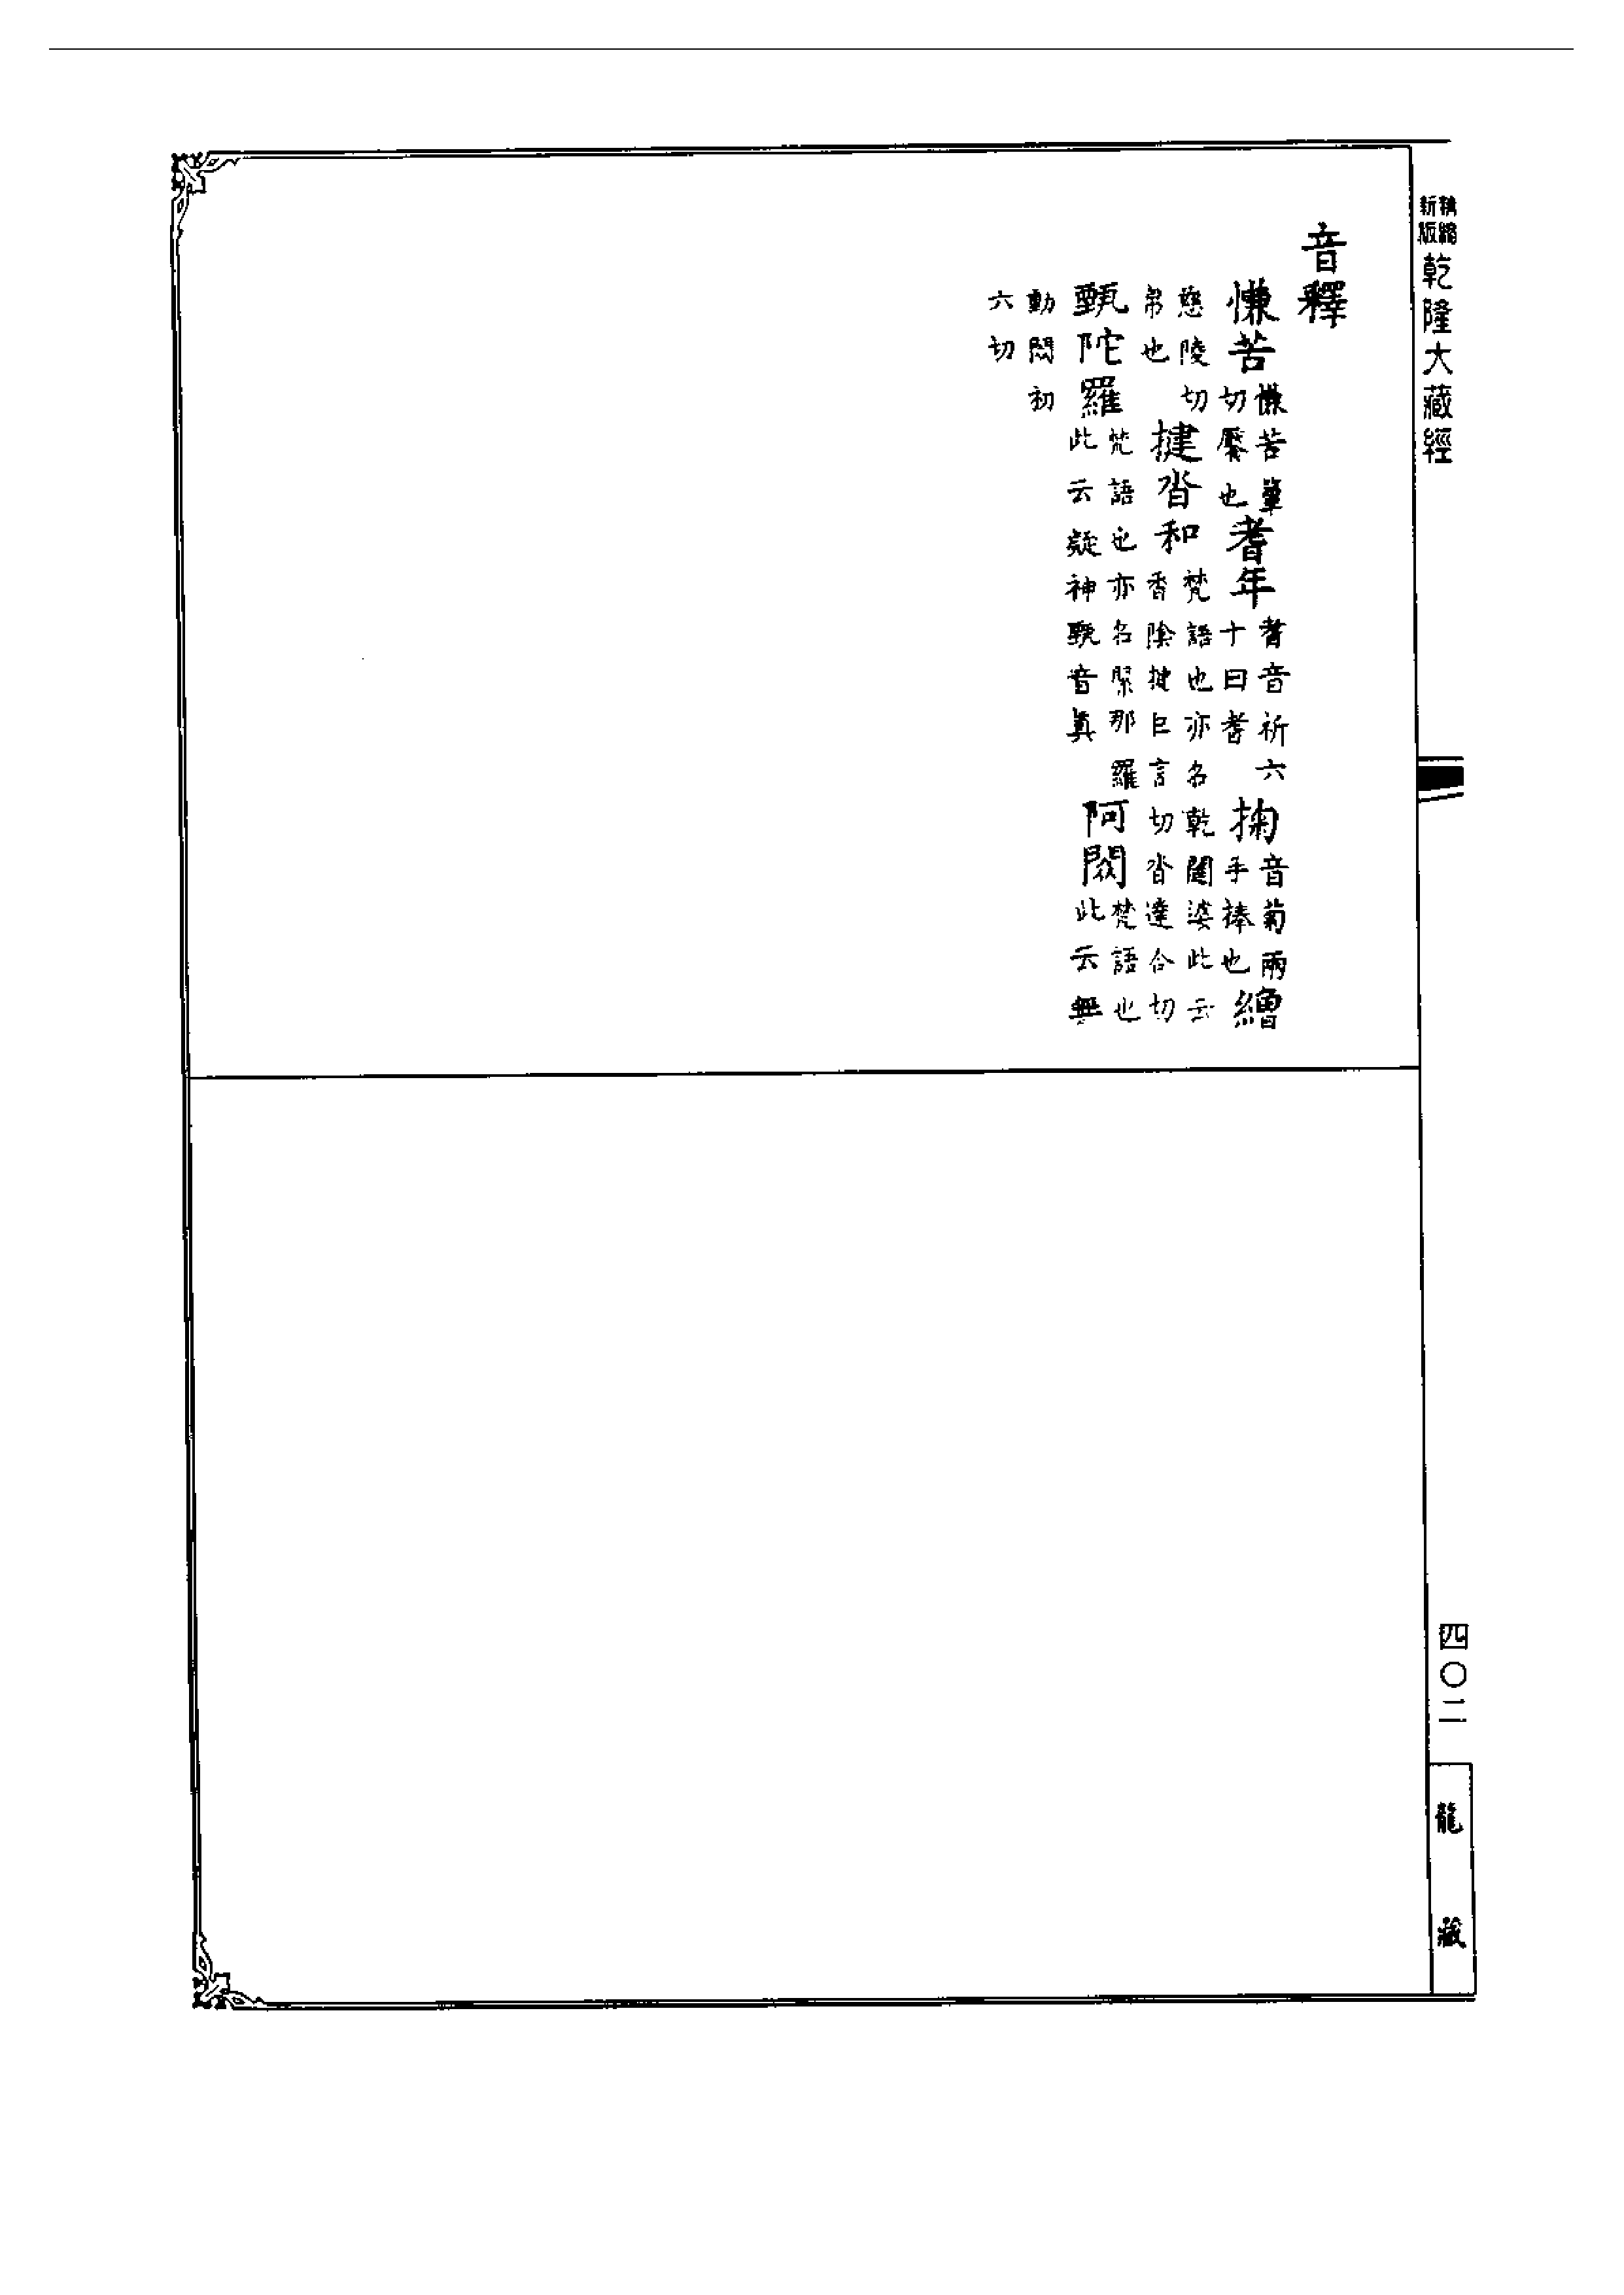 精縮新版乾隆大藏經
音釋
慊苦慊苦簟切厭也耆年耆音祈六十曰耆掬音菊兩手捧也繒
慈陵切帛也揵沓和梵語也亦名乾闥婆此云香陰揵巨言切沓達合切
甄陀羅梵語也亦名緊那羅此云疑神甄音真阿閦梵語也此云無
動閦初六切
四〇二
龍藏